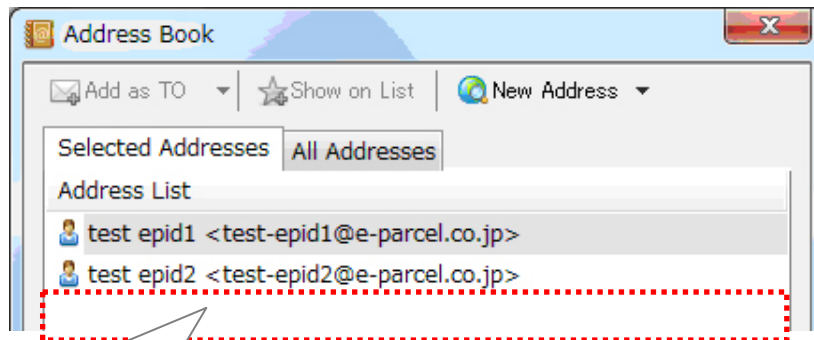 Address Book
Add as TO Show on List New Address
Selected Addresses All Addresses
Address List
test epid1 <test-epid1@e-parcel.co.jp>
test epid2 <test-epid2@e-parcel.co.jp>